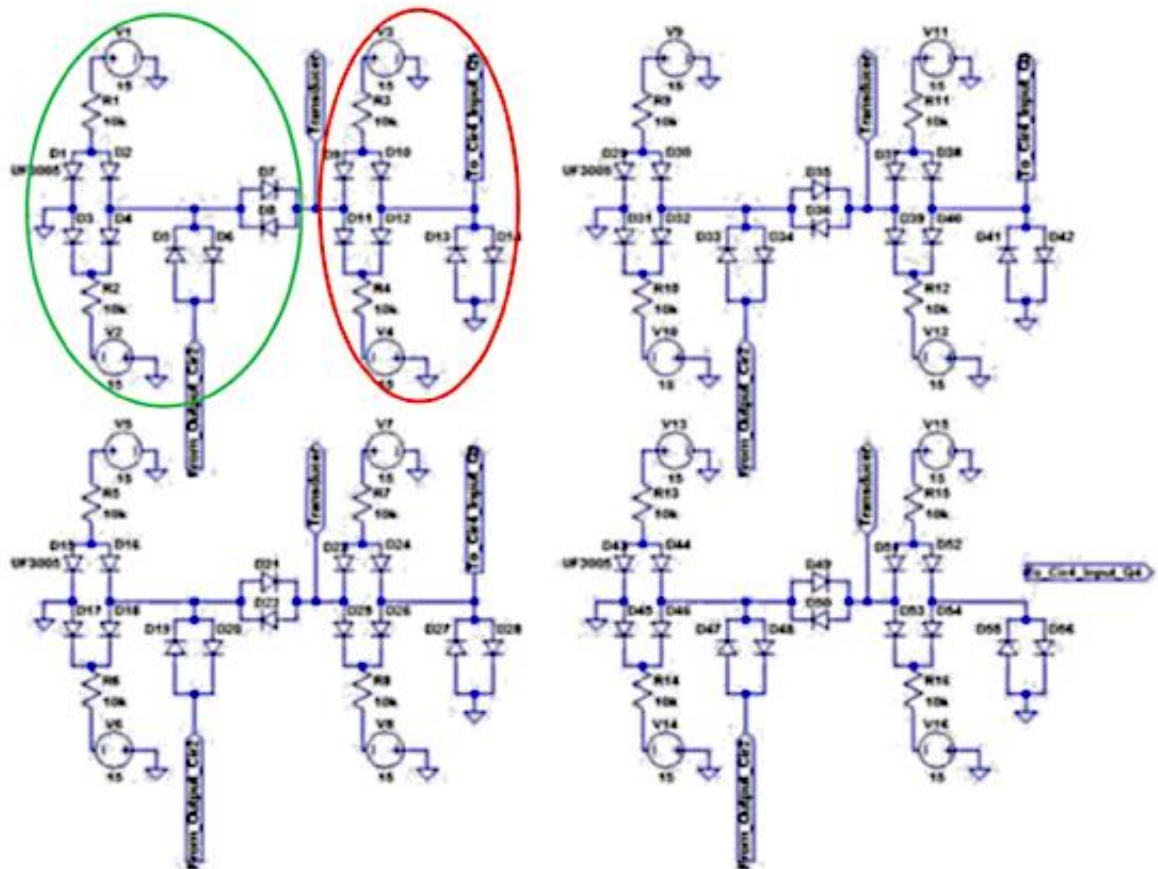 V1
15
R1
10k
D1
D2
UF3005
D3
D4
D5
D6
D7
D8
R2
10k
V2
15
From_Output_Cir2
Transducer
V3
15
R3
10k
D9
D10
D11
D12
D13
D14
R4
10k
V4
15
V9
15
R9
10k
D29
D30
UF3005
D31
D32
D33
D34
D35
D36
R10
10k
V10
15
Transducer
V11
15
R11
10k
D37
D38
D39
D40
D41
D42
R12
10k
V12
15
V5
15
R5
10k
D15
D16
UF3005
D17
D18
D19
D20
D21
D22
R6
10k
V6
15
Transducer
V7
15
R7
10k
D23
D24
D25
D26
D27
D28
R8
10k
V8
15
V13
15
R13
10k
D43
D44
UF3005
D45
D46
D47
D48
D49
D50
R14
10k
V14
15
Transducer
V15
15
R15
10k
D51
D52
D53
D54
D55
D56
R16
10k
V16
15
To_Cir4_Input_Q4